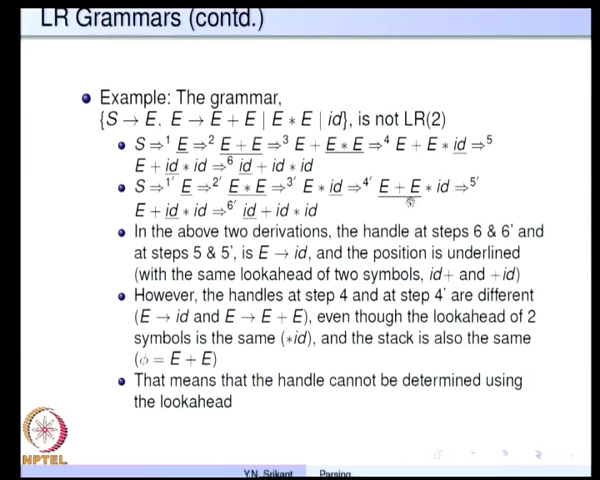 LR Grammars (contd.)
Example: The grammar,
{S → E, E → E + E | E * E | id}, is not LR(2)
S ⇒¹ E ⇒² E + E ⇒³ E + E * E ⇒⁴ E + E * id ⇒⁵
E + id * id ⇒⁶ id + id * id
S ⇒¹′ E ⇒²′ E * E ⇒³′ E * id ⇒⁴′ E + E * id ⇒⁵′
E + id * id ⇒⁶′ id + id * id
In the above two derivations, the handle at steps 6 & 6' and
at steps 5 & 5', is E → id, and the position is underlined
(with the same lookahead of two symbols, id+ and +id)
However, the handles at step 4 and at step 4' are different
(E → id and E → E + E), even though the lookahead of 2
symbols is the same (*id), and the stack is also the same
(φ = E + E)
That means that the handle cannot be determined using
the lookahead
NPTEL
Y.N. Srikant Parsing